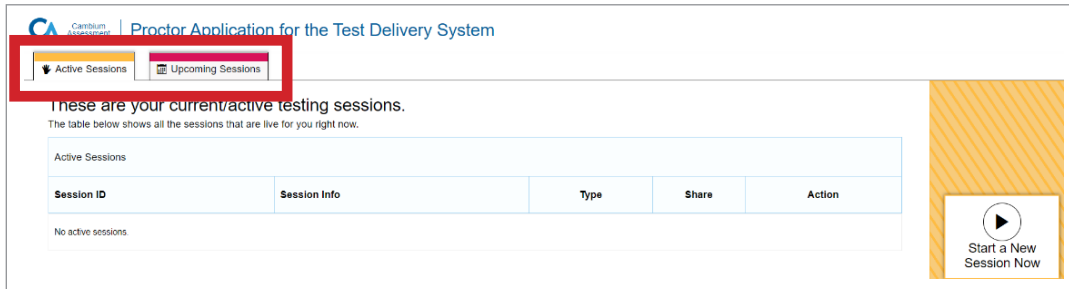 Cambium
Assessment
Proctor Application for the Test Delivery System
Active Sessions
Upcoming Sessions
These are your current/active testing sessions.
The table below shows all the sessions that are live for you right now.
Active Sessions
Session ID Session Info Type Share Action
No active sessions.
Start a New
Session Now